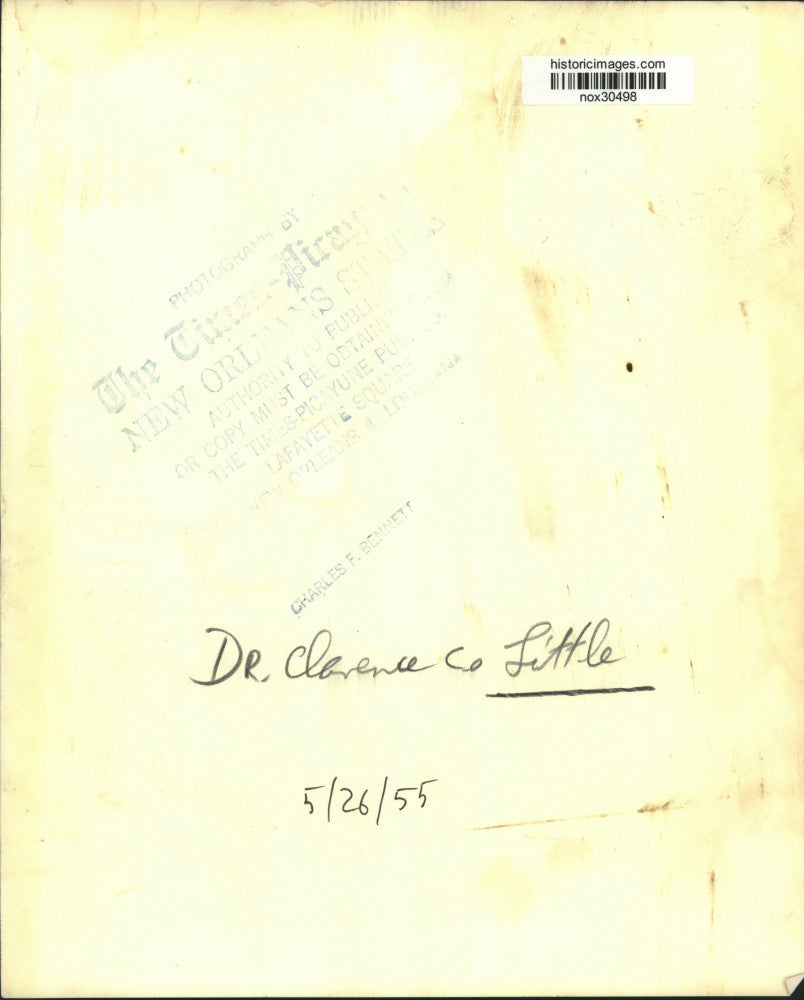 historicimages.com
nox30498
PHOTOGRAPH BY
The Times-Picayune
NEW ORLEANS STATES
AUTHORITY TO PUBLISH
OR COPY MUST BE OBTAINED FROM
THE TIMES-PICAYUNE PUB. CO.
LAFAYETTE SQUARE
NEW ORLEANS 4, LOUISIANA
CHARLES F. BENNETT
DR. Clarence Co Little
5/26/55